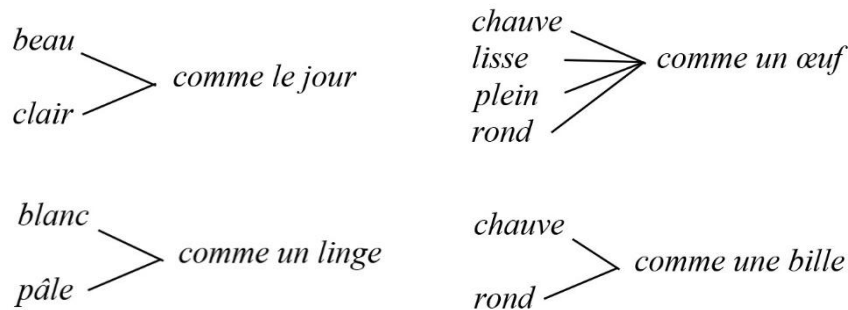 beau
clair
comme le jour
chauve
lisse
plein
rond
comme un œuf
blanc
pâle
comme un linge
chauve
rond
comme une bille